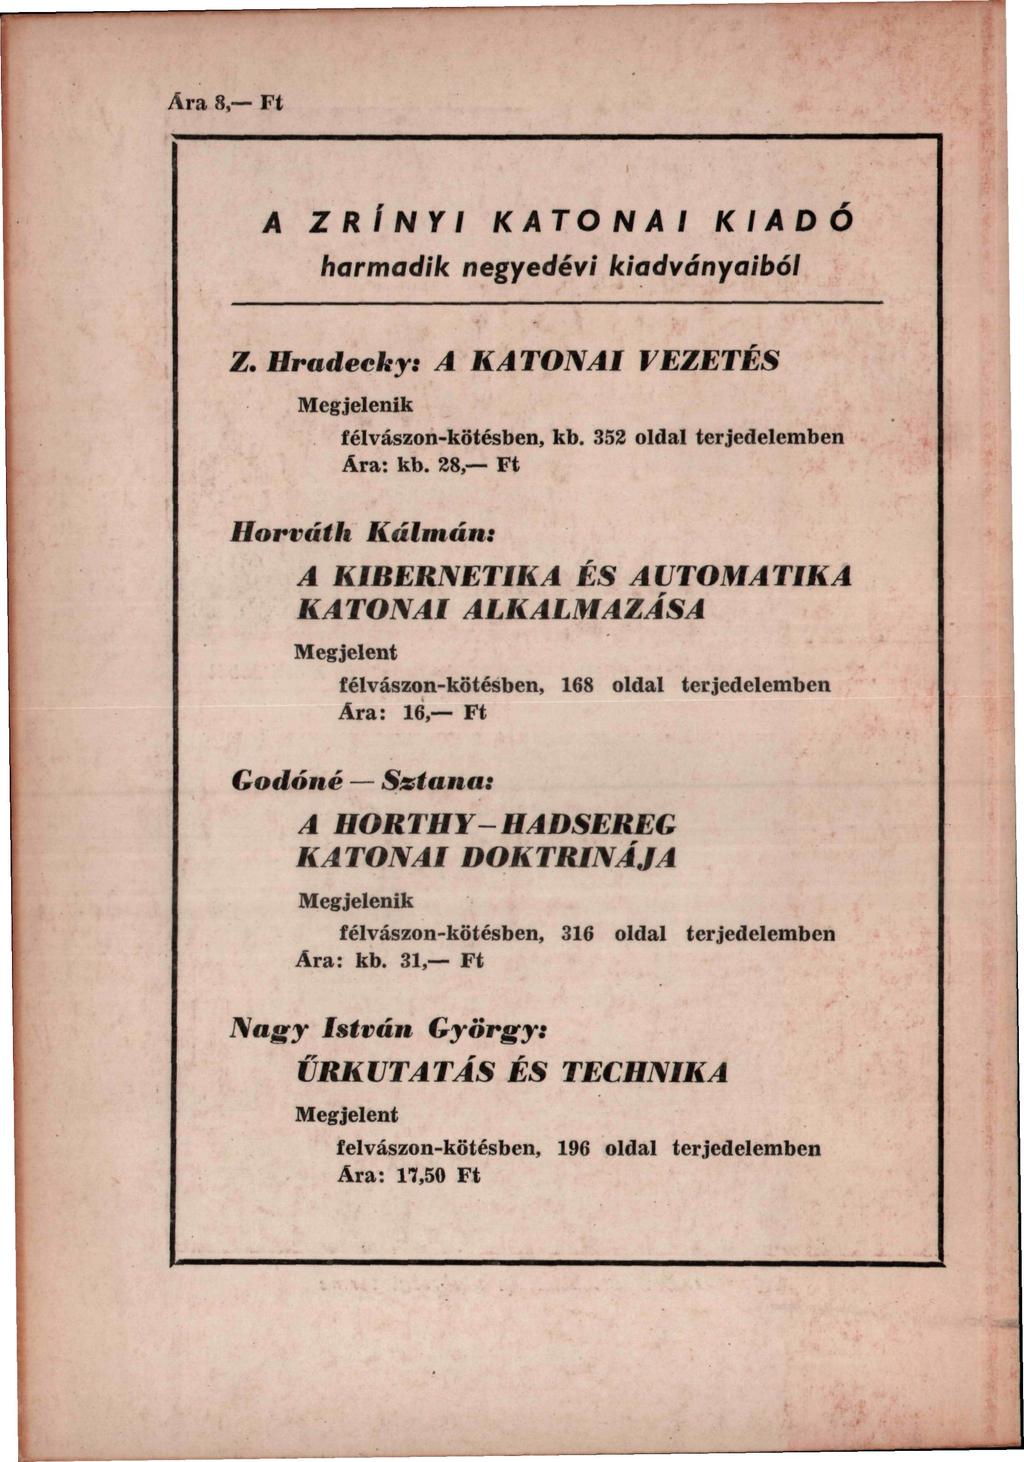 Ára 8,— Ft
A ZRÍNYI KATONAI KIADÓ
harmadik negyedévi kiadványaiból
Z. Hradecky: A KATONAI VEZETÉS
Megjelenik
félvászon-kötésben, kb. 352 oldal terjedelemben
Ára: kb. 28,— Ft
Horváth Kálmán:
A KIBERNETIKA ÉS AUTOMATIKA
KATONAI ALKALMAZÁSA
Megjelent
félvászon-kötésben, 168 oldal terjedelemben
Ára: 16,— Ft
Godóné — Sztana:
A HORTHY–HADSEREG
KATONAI DOKTRINÁJA
Megjelenik
félvászon-kötésben, 316 oldal terjedelemben
Ára: kb. 31,— Ft
Nagy István György:
ŰRKUTATÁS ÉS TECHNIKA
Megjelent
felvászon-kötésben, 196 oldal terjedelemben
Ára: 17,50 Ft